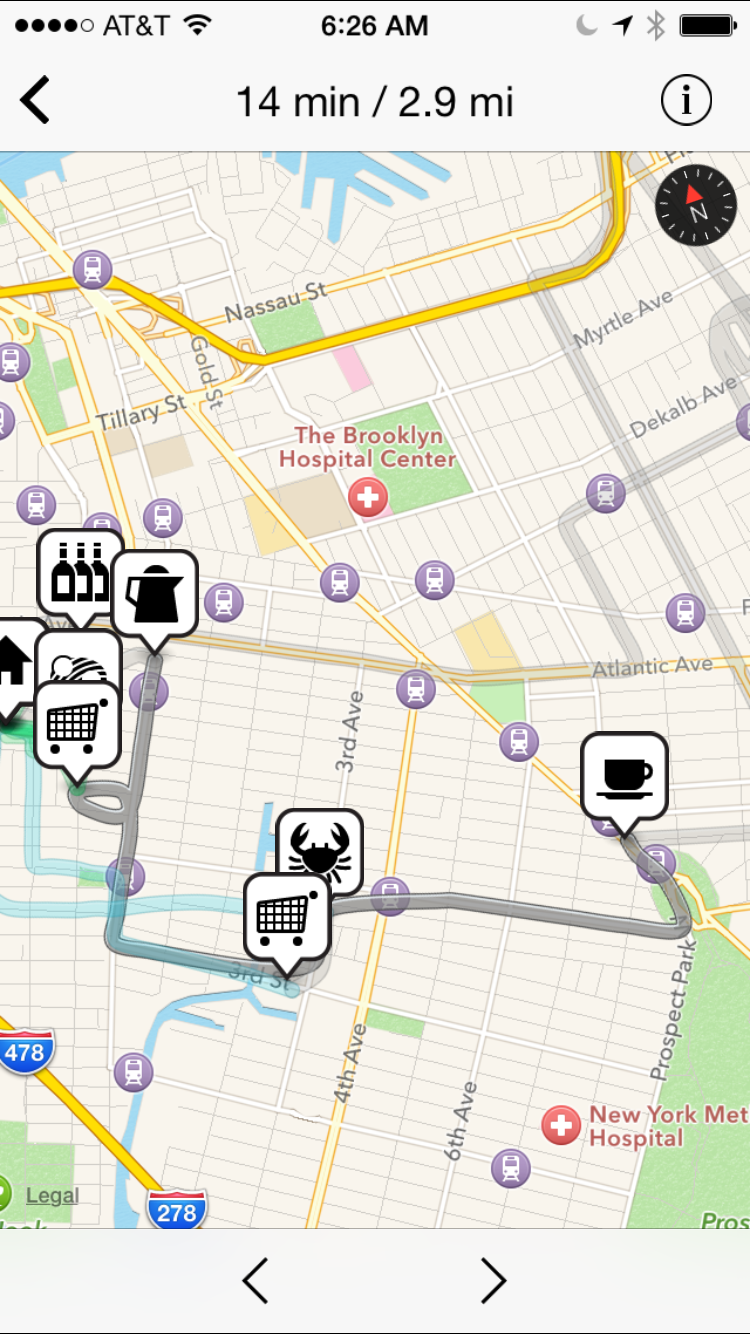 AT&T
6:26 AM
14 min / 2.9 mi
i
N
Nassau St
Myrtle Ave
Gold St
Tillary St
Dekalb Ave
The Brooklyn
Hospital Center
Atlantic Ave
3rd Ave
3rd St
Prospect Park
478
4th Ave
6th Ave
New York Met
Hospital
Legal
278
Pros